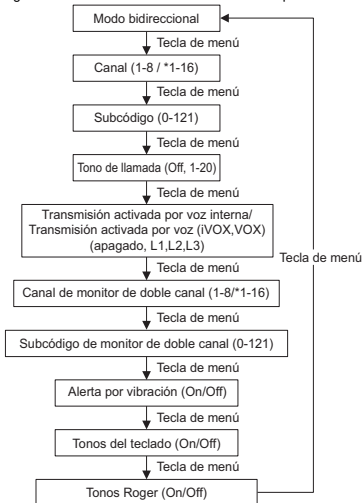 Modo bidireccional
Tecla de menú
Canal (1-8 / *1-16)
Tecla de menú
Subcódigo (0-121)
Tecla de menú
Tono de llamada (Off, 1-20)
Tecla de menú
Transmisión activada por voz interna/
Transmisión activada por voz (iVOX,VOX)
(apagado, L1,L2,L3)
Tecla de menú
Tecla de menú
Canal de monitor de doble canal (1-8/*1-16)
Tecla de menú
Subcódigo de monitor de doble canal (0-121)
Tecla de menú
Alerta por vibración (On/Off)
Tecla de menú
Tonos del teclado (On/Off)
Tecla de menú
Tonos Roger (On/Off)